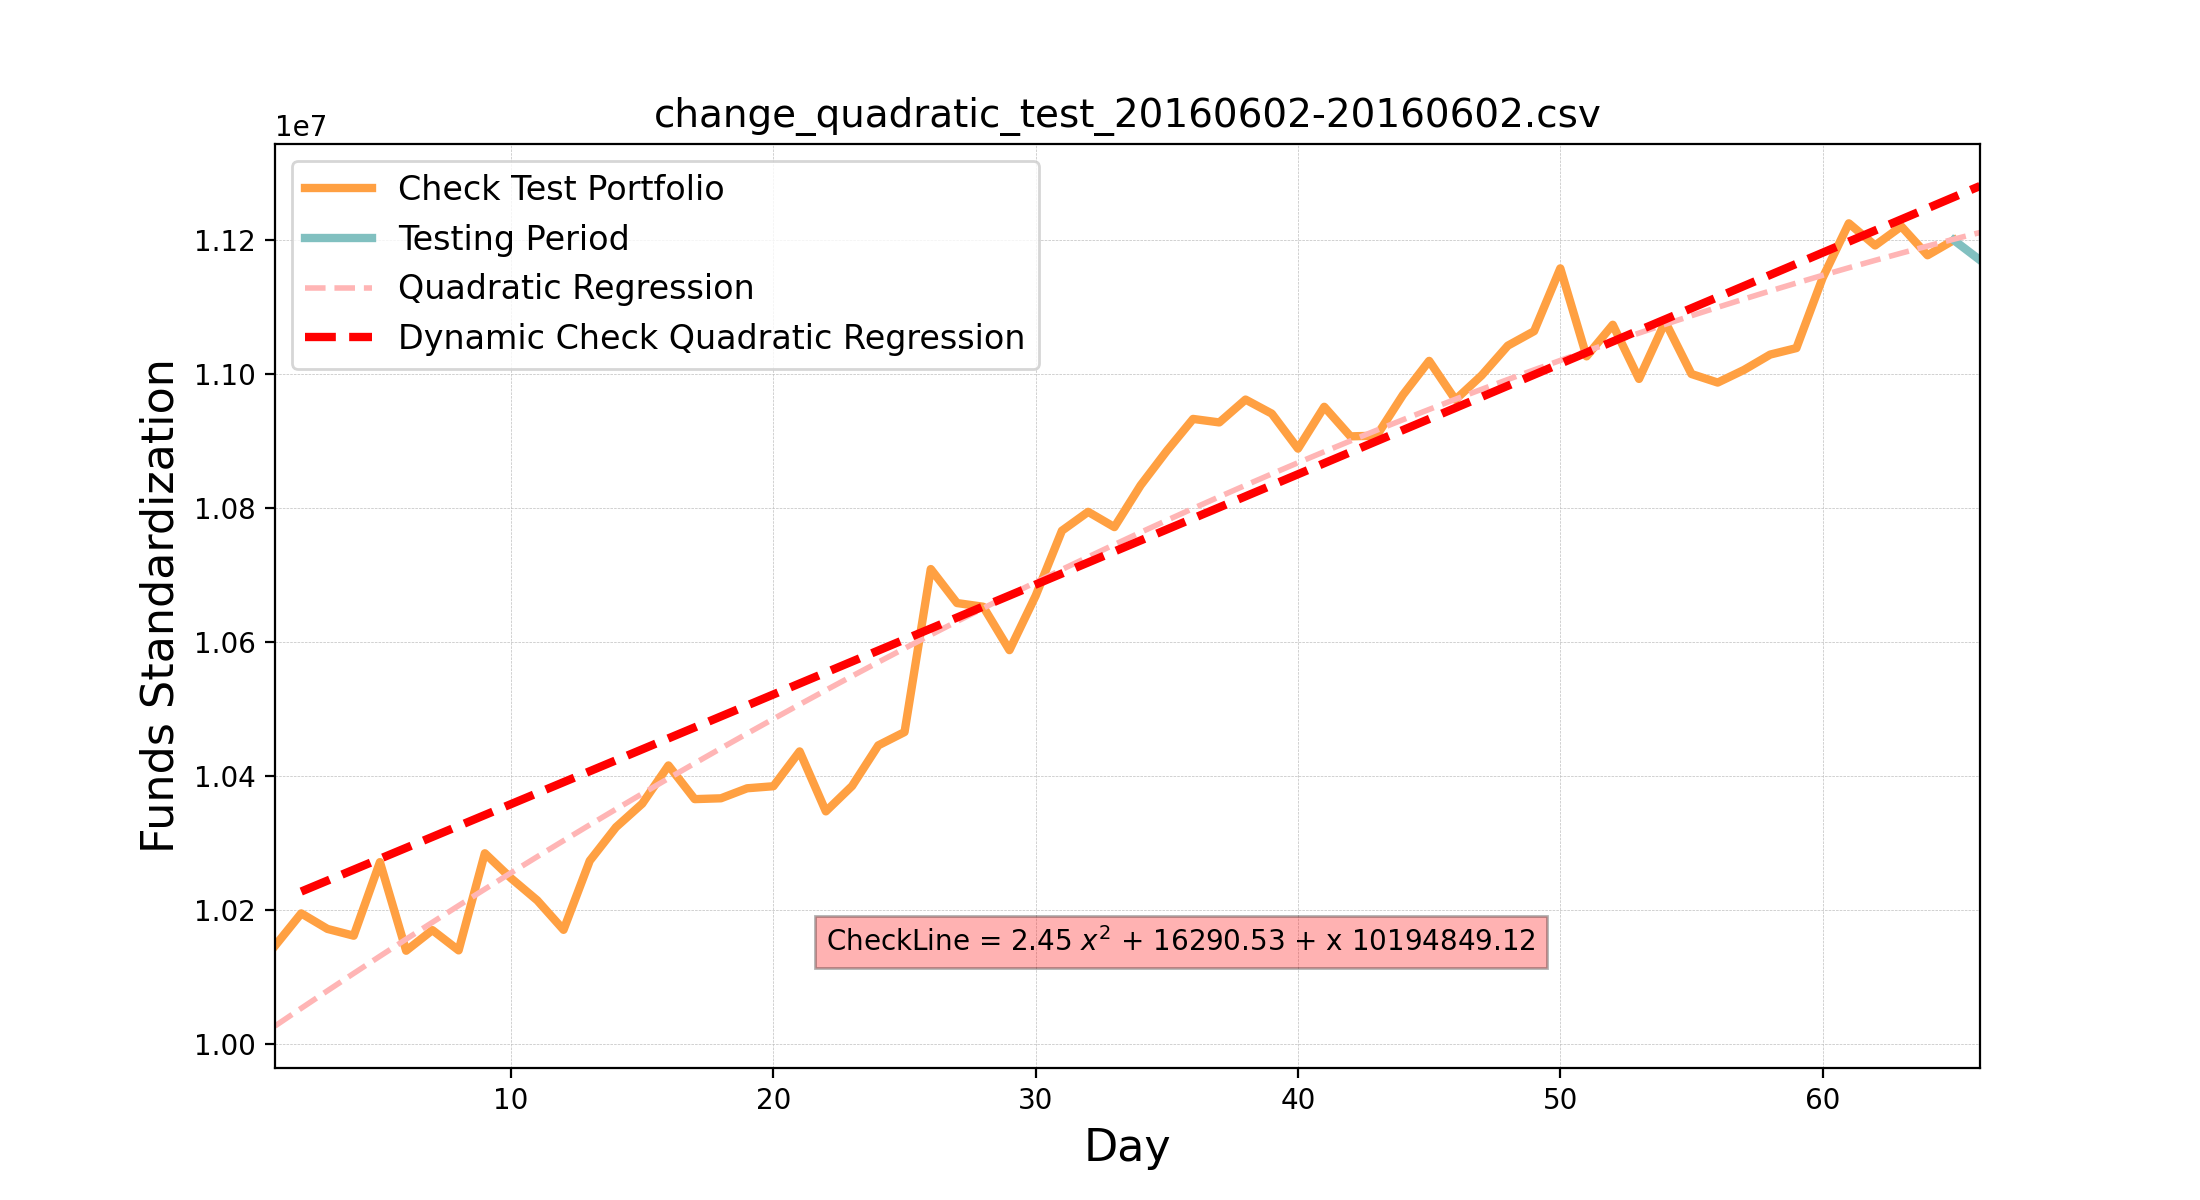 change_quadratic_test_20160602-20160602.csv
1e7
Check Test Portfolio
Testing Period
Quadratic Regression
Dynamic Check Quadratic Regression
Funds Standardization
1.12
1.10
1.08
1.06
1.04
1.02
1.00
CheckLine = 2.45 x² + 16290.53 + x 10194849.12
10 20 30 40 50 60
Day